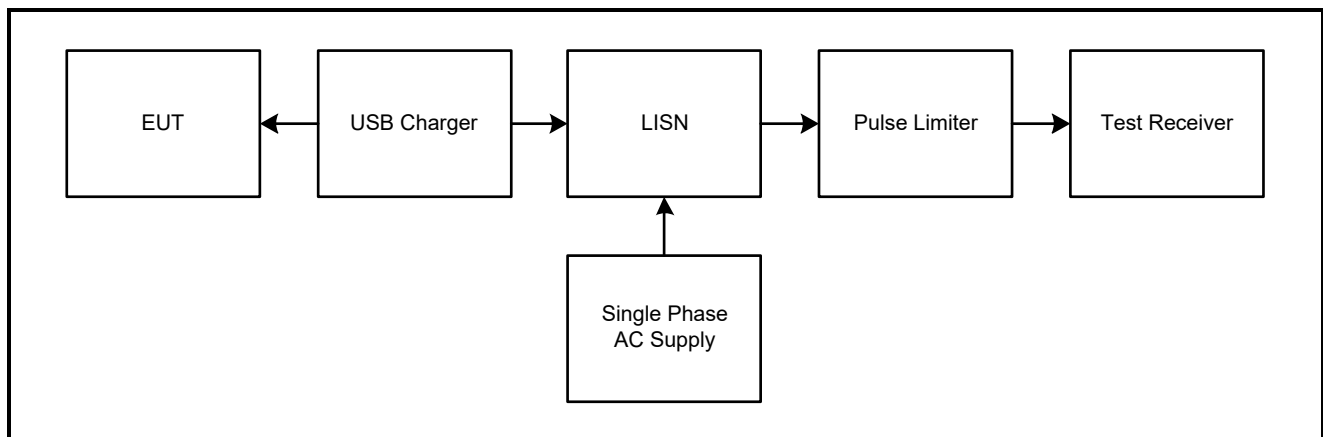 EUT
USB Charger
LISN
Pulse Limiter
Test Receiver
Single Phase
AC Supply